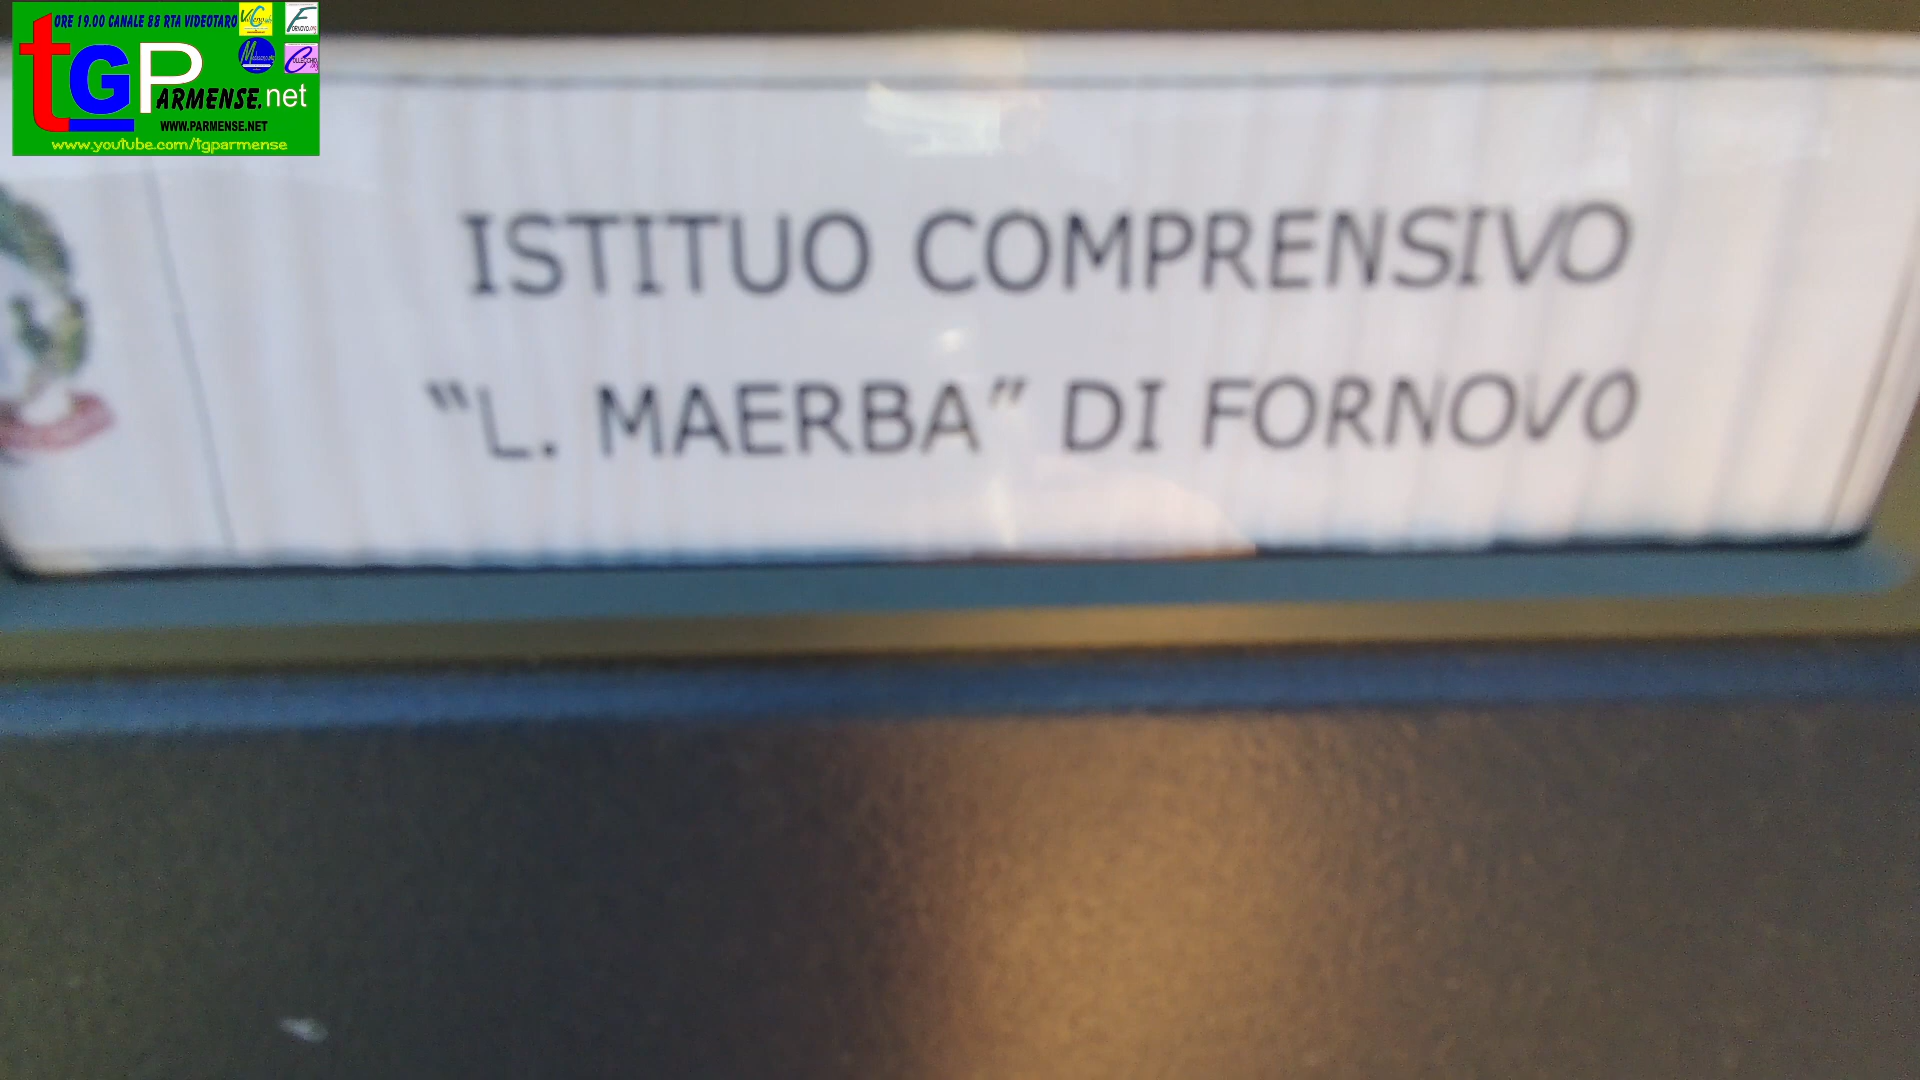 ORE 19.00 CANALE 88 RTA VIDEOTARO
tGPARMENSE.net
WWW.PARMENSE.NET
www.youtube.com/tgparmense
ISTITUO COMPRENSIVO
“L. MAERBA” DI FORNOVO